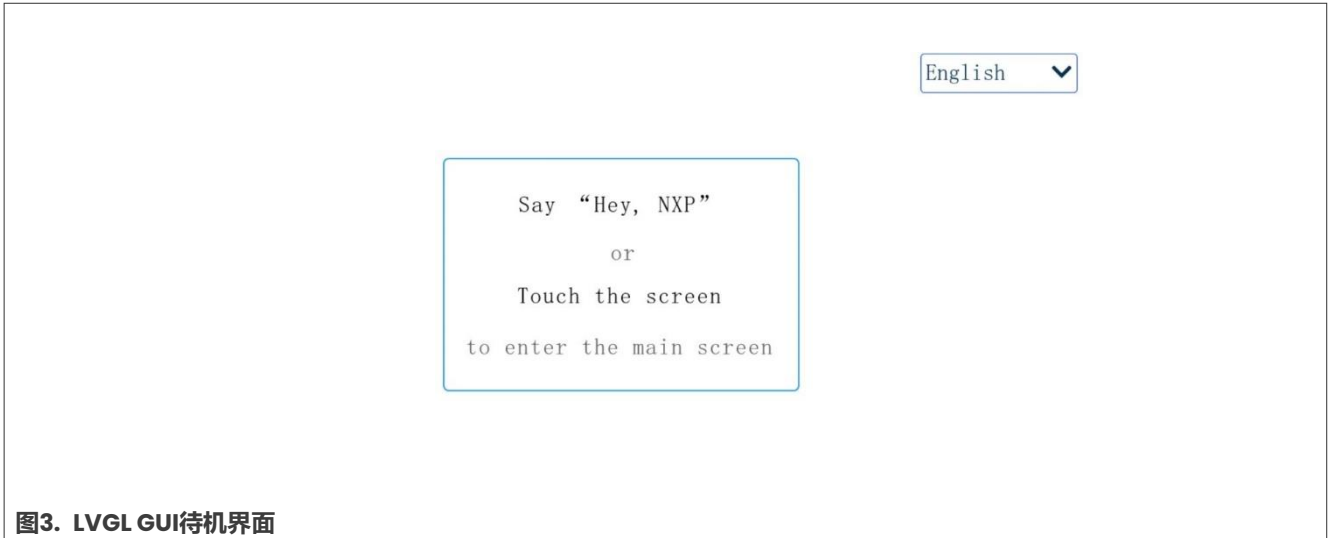 English
Say “Hey, NXP”
or
Touch the screen
to enter the main screen
图3. LVGL GUI待机界面